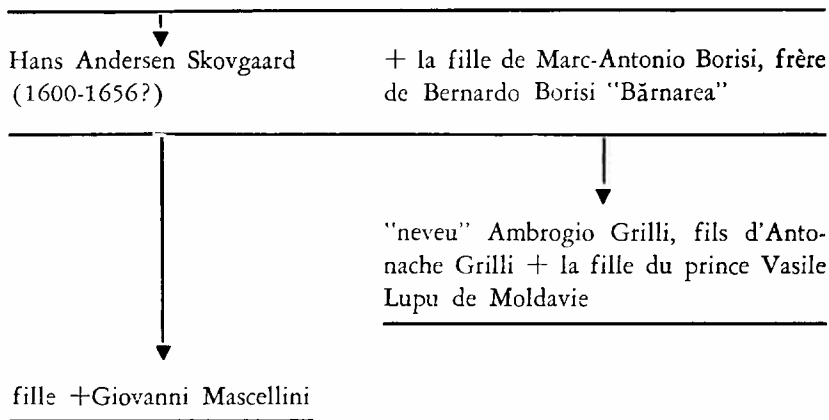 Hans Andersen Skovgaard
(1600-1656?)
+ la fille de Marc-Antonio Borisi, frère
de Bernardo Borisi "Bărnarea"
"neveu" Ambrogio Grilli, fils d'Anto-
nache Grilli + la fille du prince Vasile
Lupu de Moldavie
fille +Giovanni Mascellini